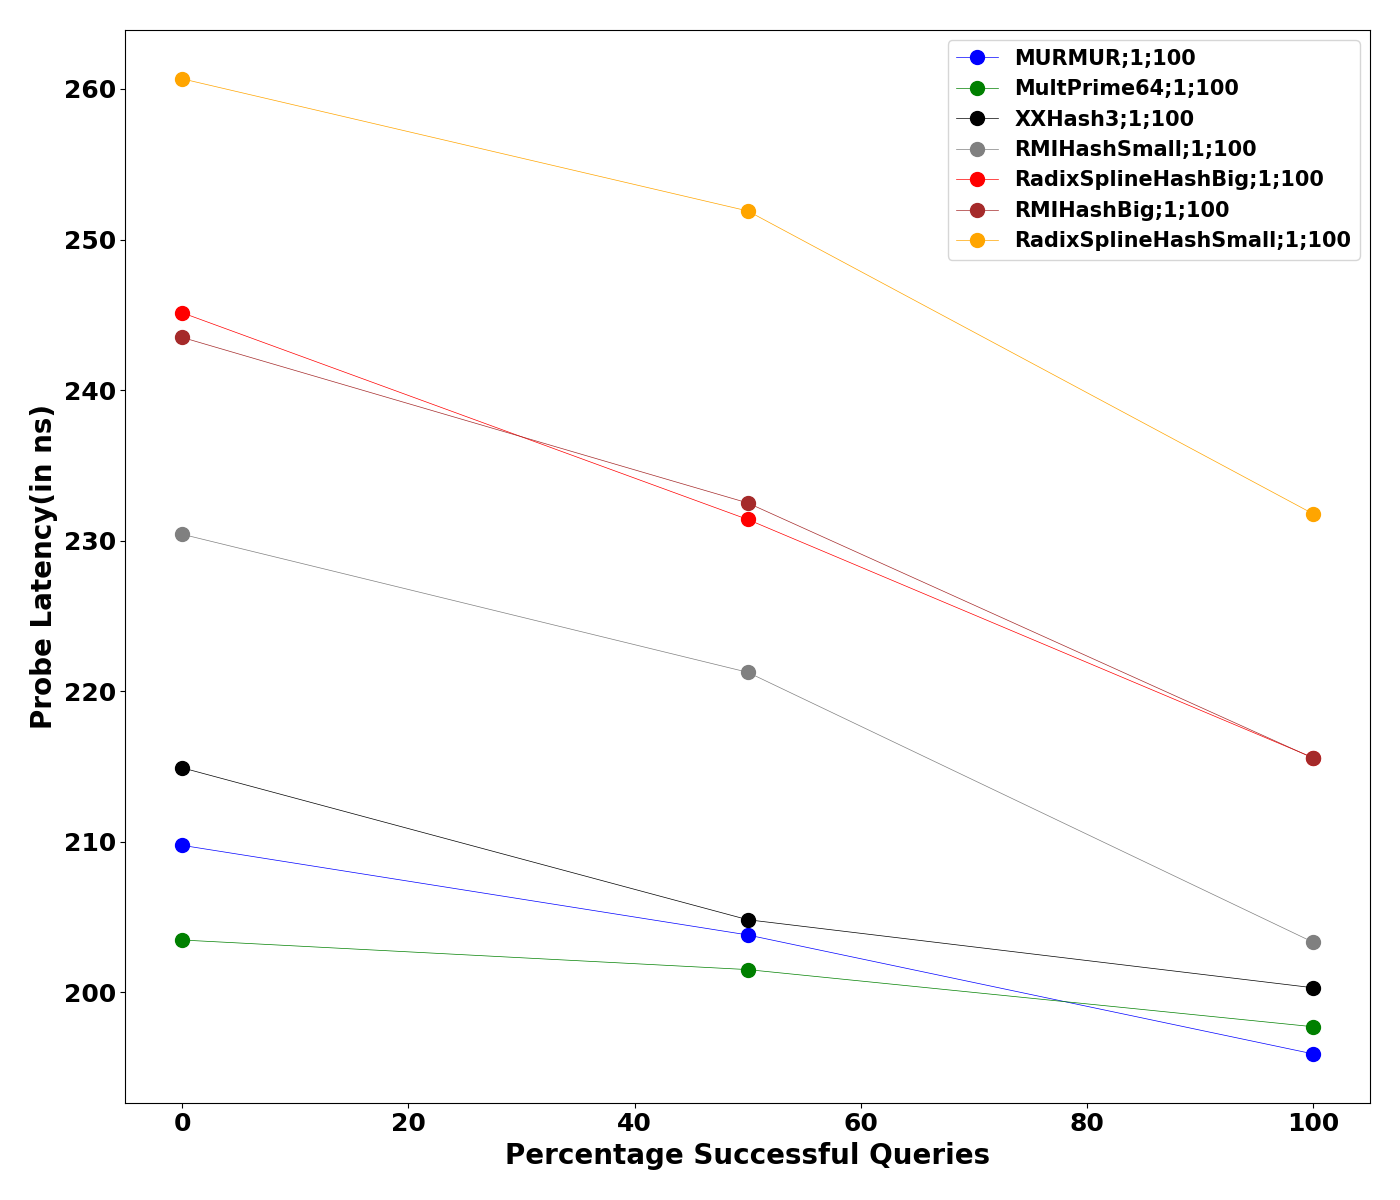 MURMUR;1;100
MultPrime64;1;100
XXHash3;1;100
RMIHashSmall;1;100
RadixSplineHashBig;1;100
RMIHashBig;1;100
RadixSplineHashSmall;1;100
Probe Latency(in ns)
260
250
240
230
220
210
200
0 20 40 60 80 100
Percentage Successful Queries